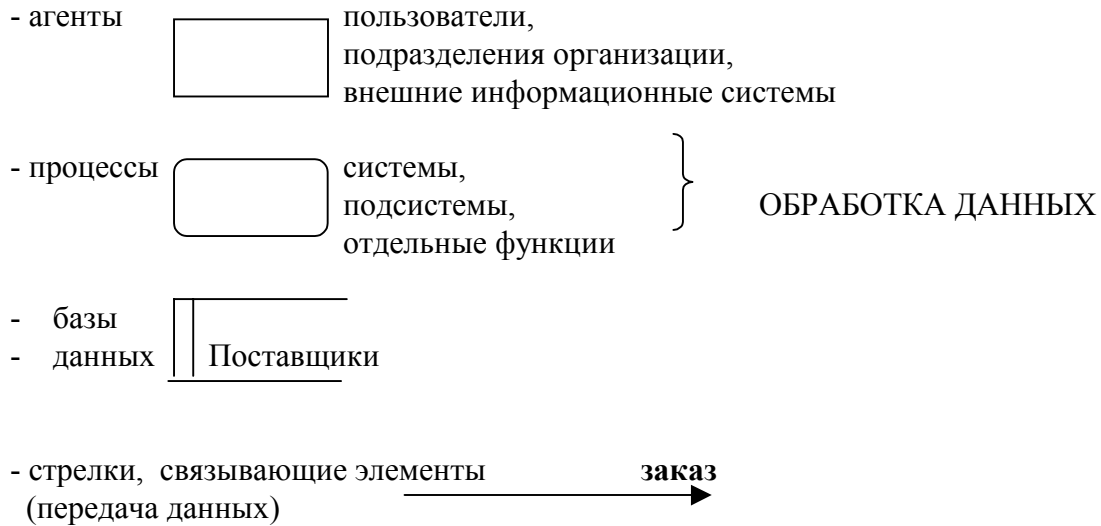 - агенты пользователи,
подразделения организации,
внешние информационные системы
- процессы системы,
подсистемы, ОБРАБОТКА ДАННЫХ
отдельные функции
- базы
- данных Поставщики
- стрелки, связывающие элементы заказ
(передача данных)